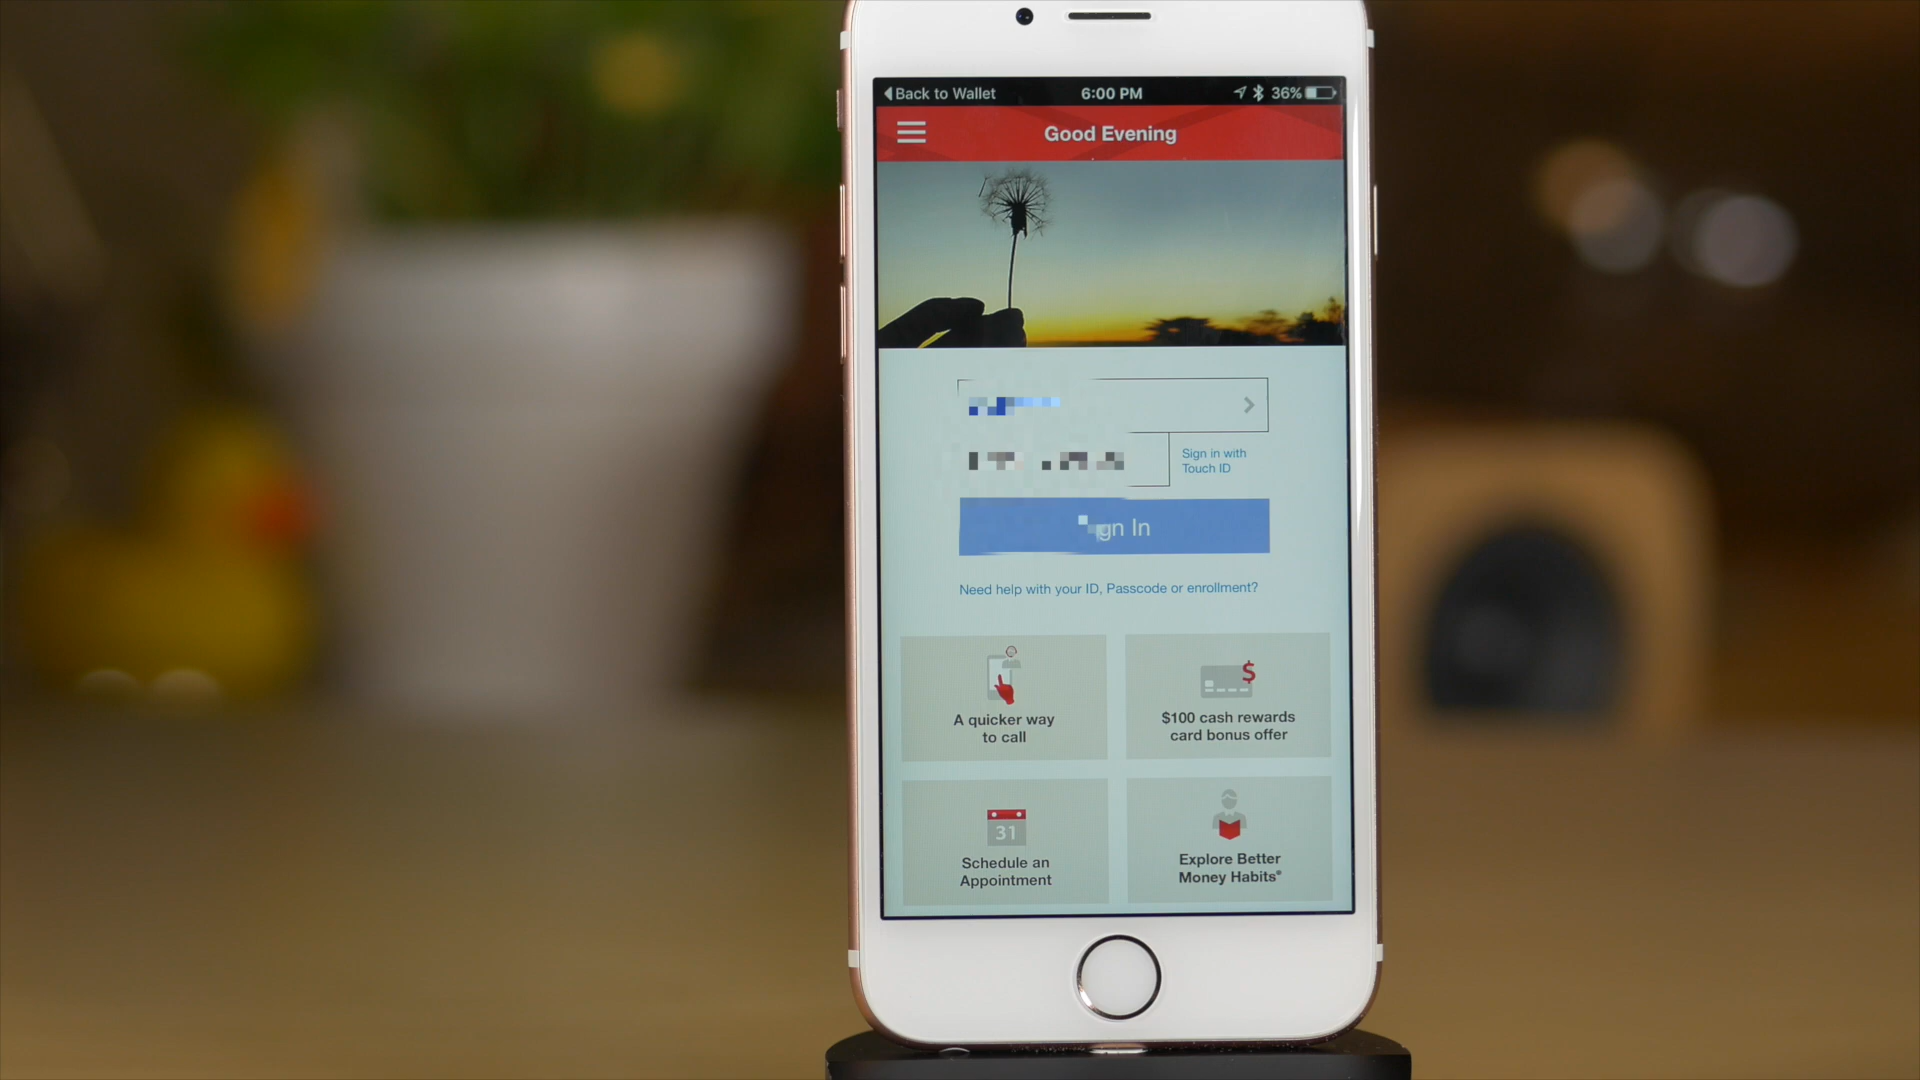 Back to Wallet
6:00 PM
36%
Good Evening
Sign in with
Touch ID
gn In
Need help with your ID, Passcode or enrollment?
A quicker way
to call
$100 cash rewards
card bonus offer
31
Schedule an
Appointment
Explore Better
Money Habits®